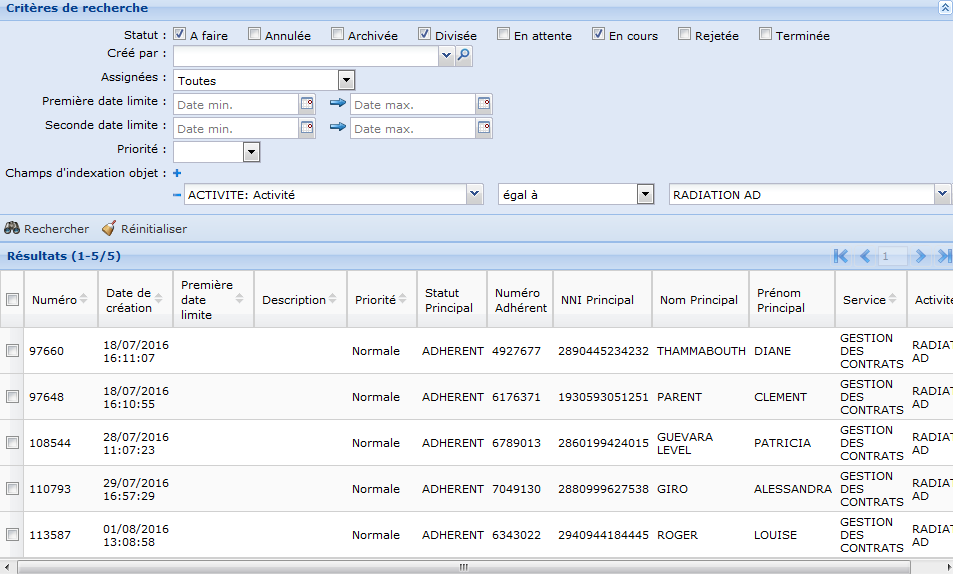 Critères de recherche
Statut : A faire Annulée Archivée Divisée En attente En cours Rejetée Terminée
Créé par :
Assignées : Toutes
Première date limite : Date min. Date max.
Seconde date limite : Date min. Date max.
Priorité :
Champs d'indexation objet :
ACTIVITE: Activité égal à RADIATION AD
Rechercher Réinitialiser
Résultats (1-5/5) 1
Numéro Date de création Première date limite Description Priorité Statut Principal Numéro Adhérent NNI Principal Nom Principal Prénom Principal Service Activité
97660 18/07/2016 16:11:07 Normale ADHERENT 4927677 2890445234232 THAMMABOUTH DIANE GESTION DES CONTRATS RADIAT AD
97648 18/07/2016 16:10:55 Normale ADHERENT 6176371 1930593051251 PARENT CLEMENT GESTION DES CONTRATS RADIAT AD
108544 28/07/2016 11:07:23 Normale ADHERENT 6789013 2860199424015 GUEVARA LEVEL PATRICIA GESTION DES CONTRATS RADIAT AD
110793 29/07/2016 16:57:29 Normale ADHERENT 7049130 2880999627538 GIRO ALESSANDRA GESTION DES CONTRATS RADIAT AD
113587 01/08/2016 13:08:58 Normale ADHERENT 6343022 2940944184445 ROGER LOUISE GESTION DES CONTRATS RADIAT AD